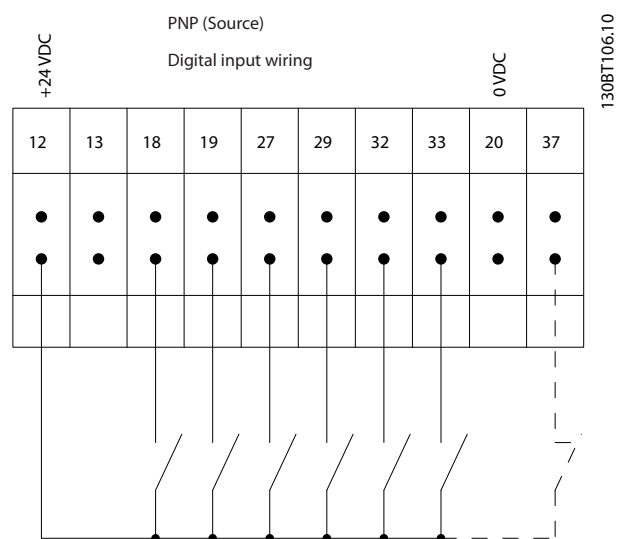 PNP (Source)
Digital input wiring
+24 VDC
0 VDC
130BT106.10
12 13 18 19 27 29 32 33 20 37